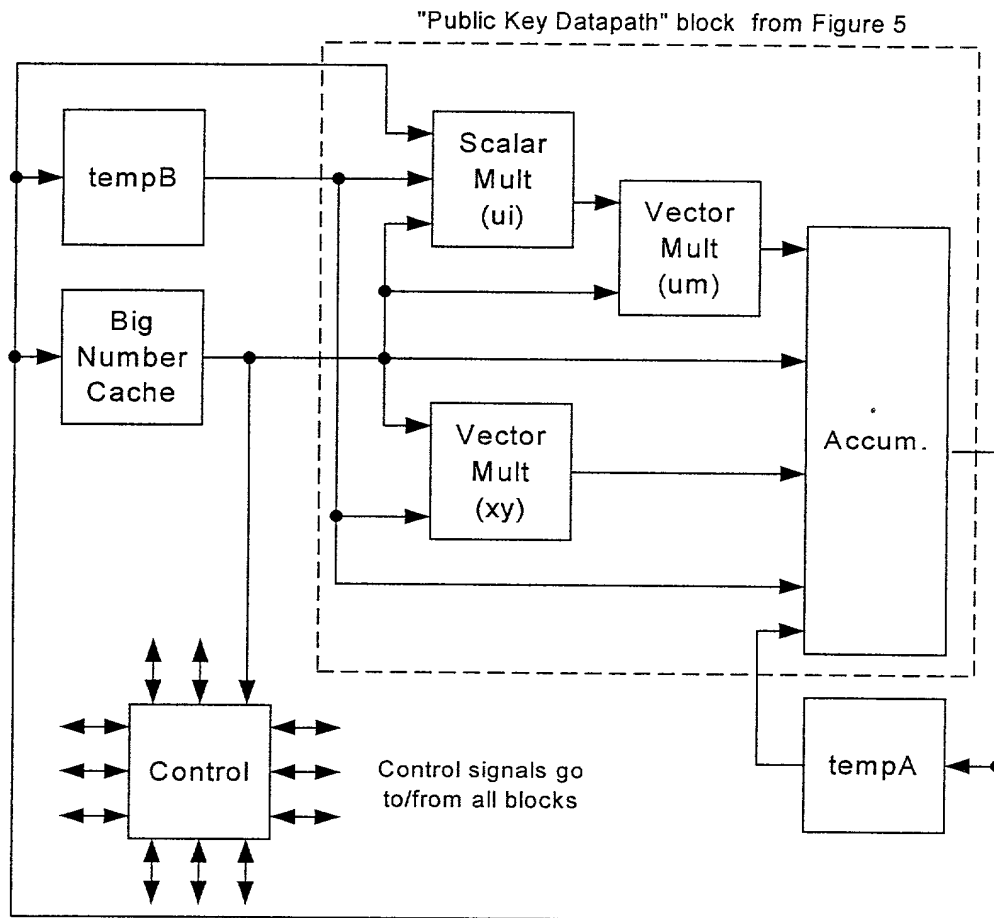 "Public Key Datapath" block from Figure 5
tempB
Scalar
Mult
(ui)
Vector
Mult
(um)
Big
Number
Cache
Vector
Mult
(xy)
Accum.
Control
Control signals go
to/from all blocks
tempA